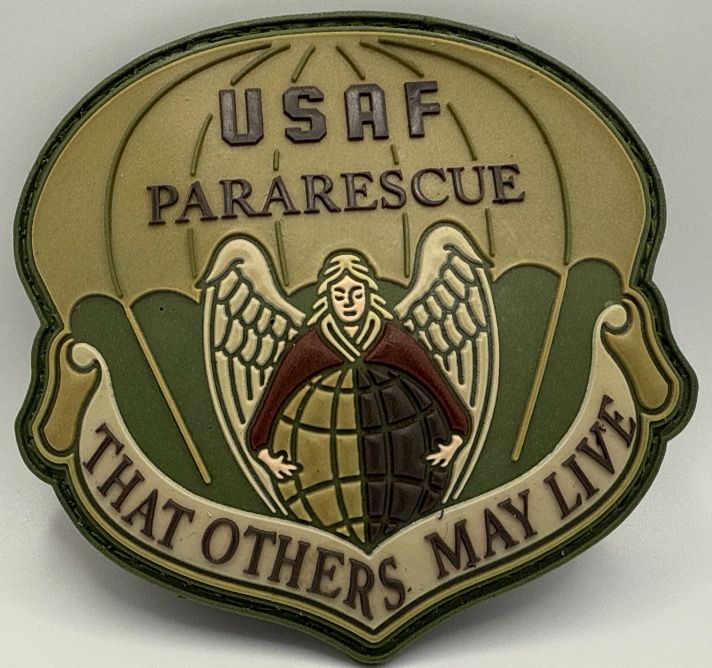 USAF
PARARESCUE
THAT OTHERS MAY LIVE